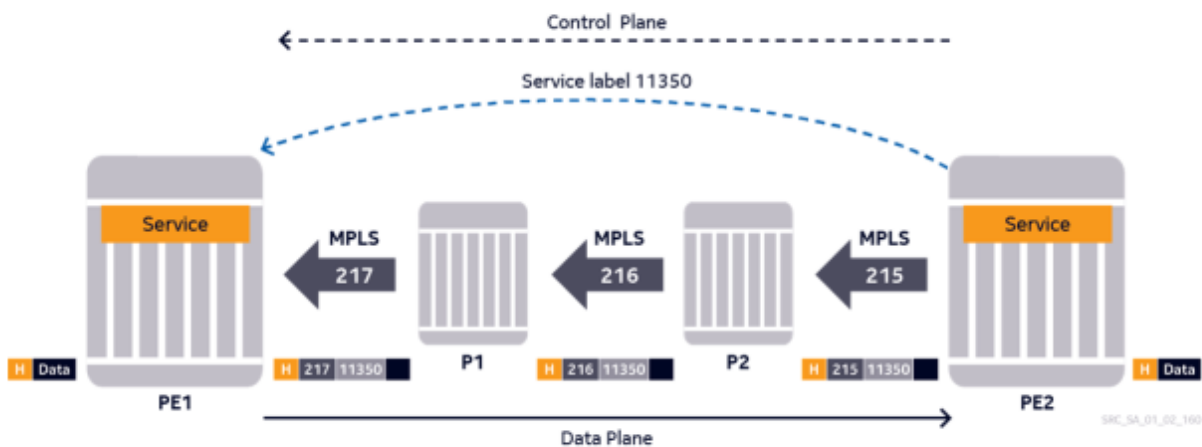 Control Plane
Service label 11350
Service
Service
MPLS
MPLS
MPLS
217
216
215
P1
P2
H Data
H 217 11350
H 216 11350
H 215 11350
H Data
PE1
PE2
Data Plane
SRC_SA_01_02_160